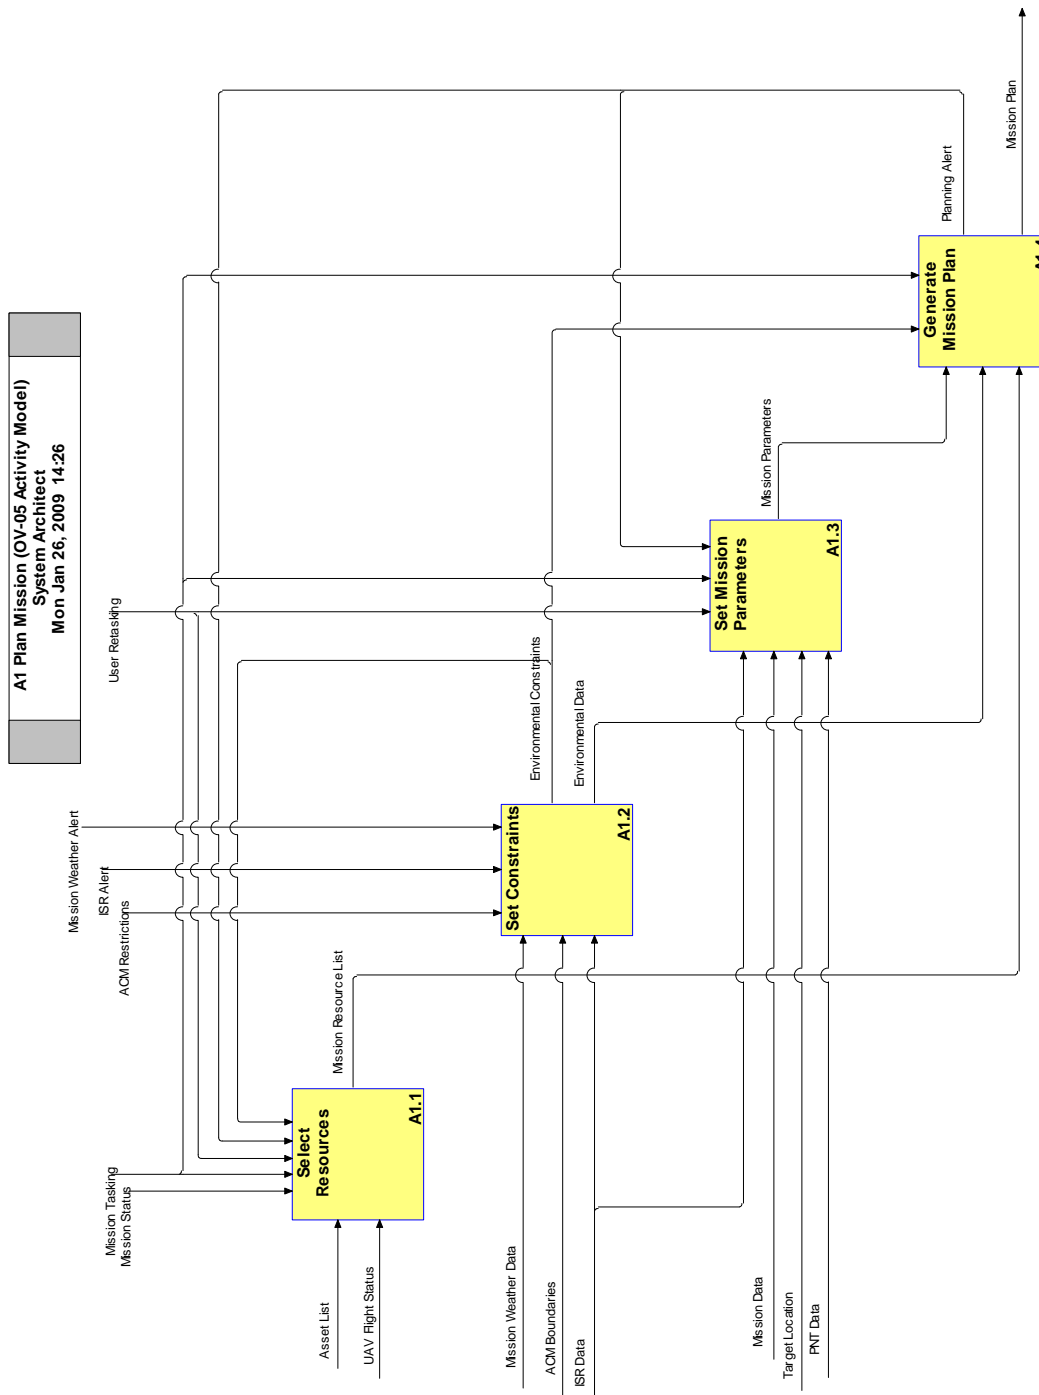 A1 Plan Mission (OV-05 Activity Model)
System Architect
Mon Jan 26, 2009 14:26
User Retasking
Mission Weather Alert
ISR Alert
ACM Restrictions
Mission Tasking
Mission Status
Asset List
UAV Flight Status
Select
Resources
A1.1
Mission Resource List
Mission Weather Data
ACM Boundaries
ISR Data
Set Constraints
A1.2
Environmental Constraints
Environmental Data
Mission Data
Target Location
PNT Data
Set Mission
Parameters
A1.3
Mission Parameters
Generate
Mission Plan
A1.4
Planning Alert
Mission Plan